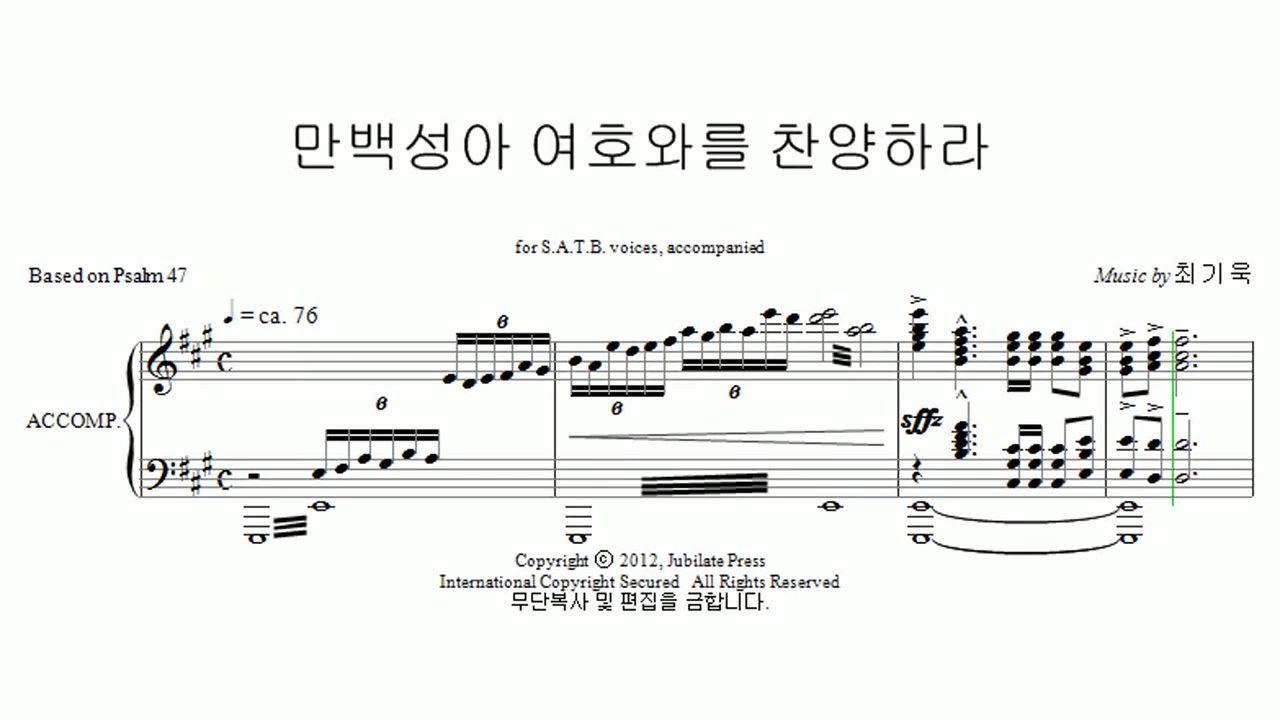 만백성아 여호와를 찬양하라
for S.A.T.B. voices, accompanied
Based on Psalm 47
Music by 최 기 욱
♩ = ca. 76
6
6
6
6
ACCOMP.
sffz
Copyright ⓒ 2012, Jubilate Press
International Copyright Secured All Rights Reserved
무단복사 및 편집을 금합니다.